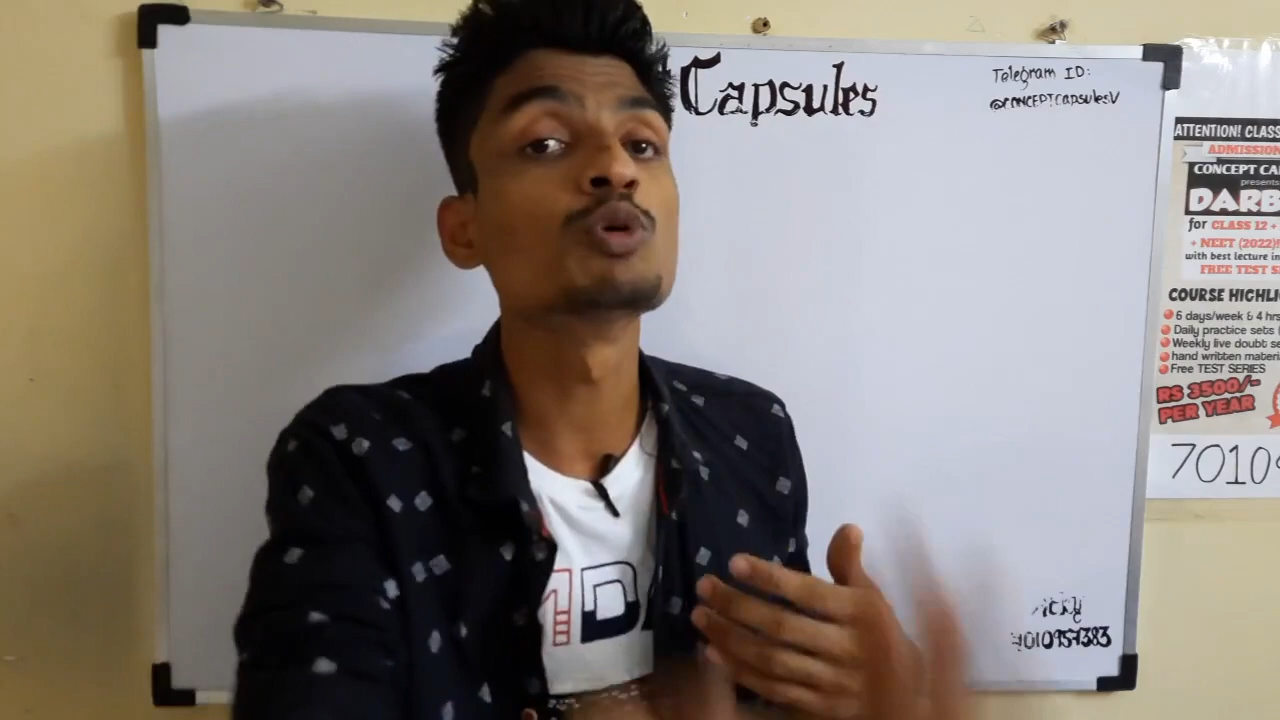 Capsules
Telegram ID:
@CONCEPTCapsulesV
ATTENTION! CLASS
ADMISSION
CONCEPT CA
presents
DARB
for CLASS 12 +
+ NEET (2022)!
with best lecture in
FREE TEST S
COURSE HIGHLI
6 days/week & 4 hrs
Daily practice sets
Weekly live doubt se
hand written materi
Free TEST SERIES
RS 3500/-
PER YEAR
7010
7010957383